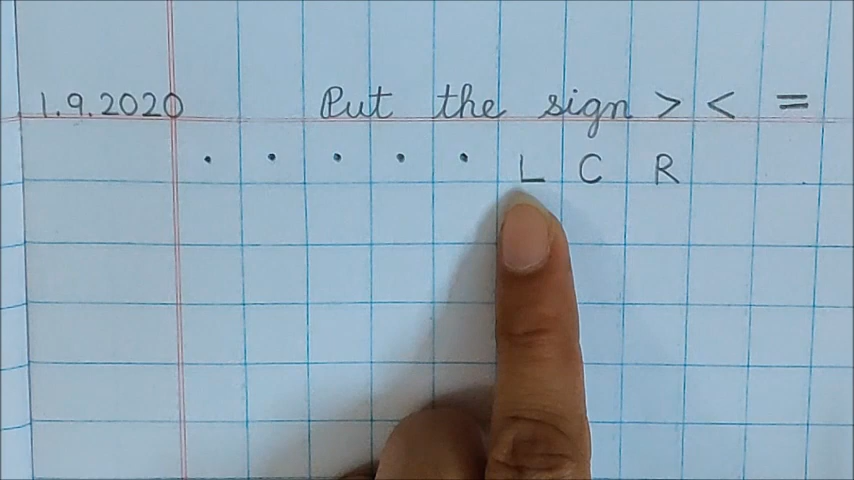 1.9.2020 Put the sign > < =
. . . . . L C R